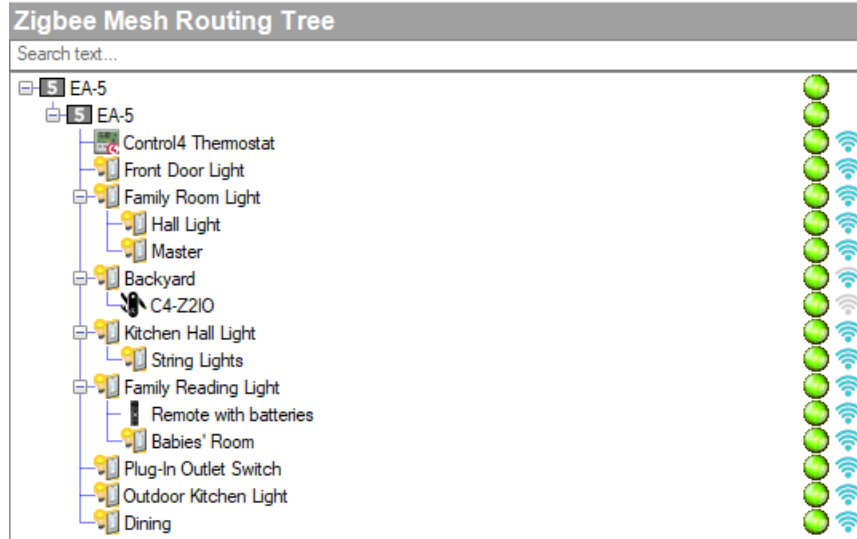 Zigbee Mesh Routing Tree
Search text...
5 EA-5
5 EA-5
Control4 Thermostat
Front Door Light
Family Room Light
Hall Light
Master
Backyard
C4-Z2IO
Kitchen Hall Light
String Lights
Family Reading Light
Remote with batteries
Babies' Room
Plug-In Outlet Switch
Outdoor Kitchen Light
Dining